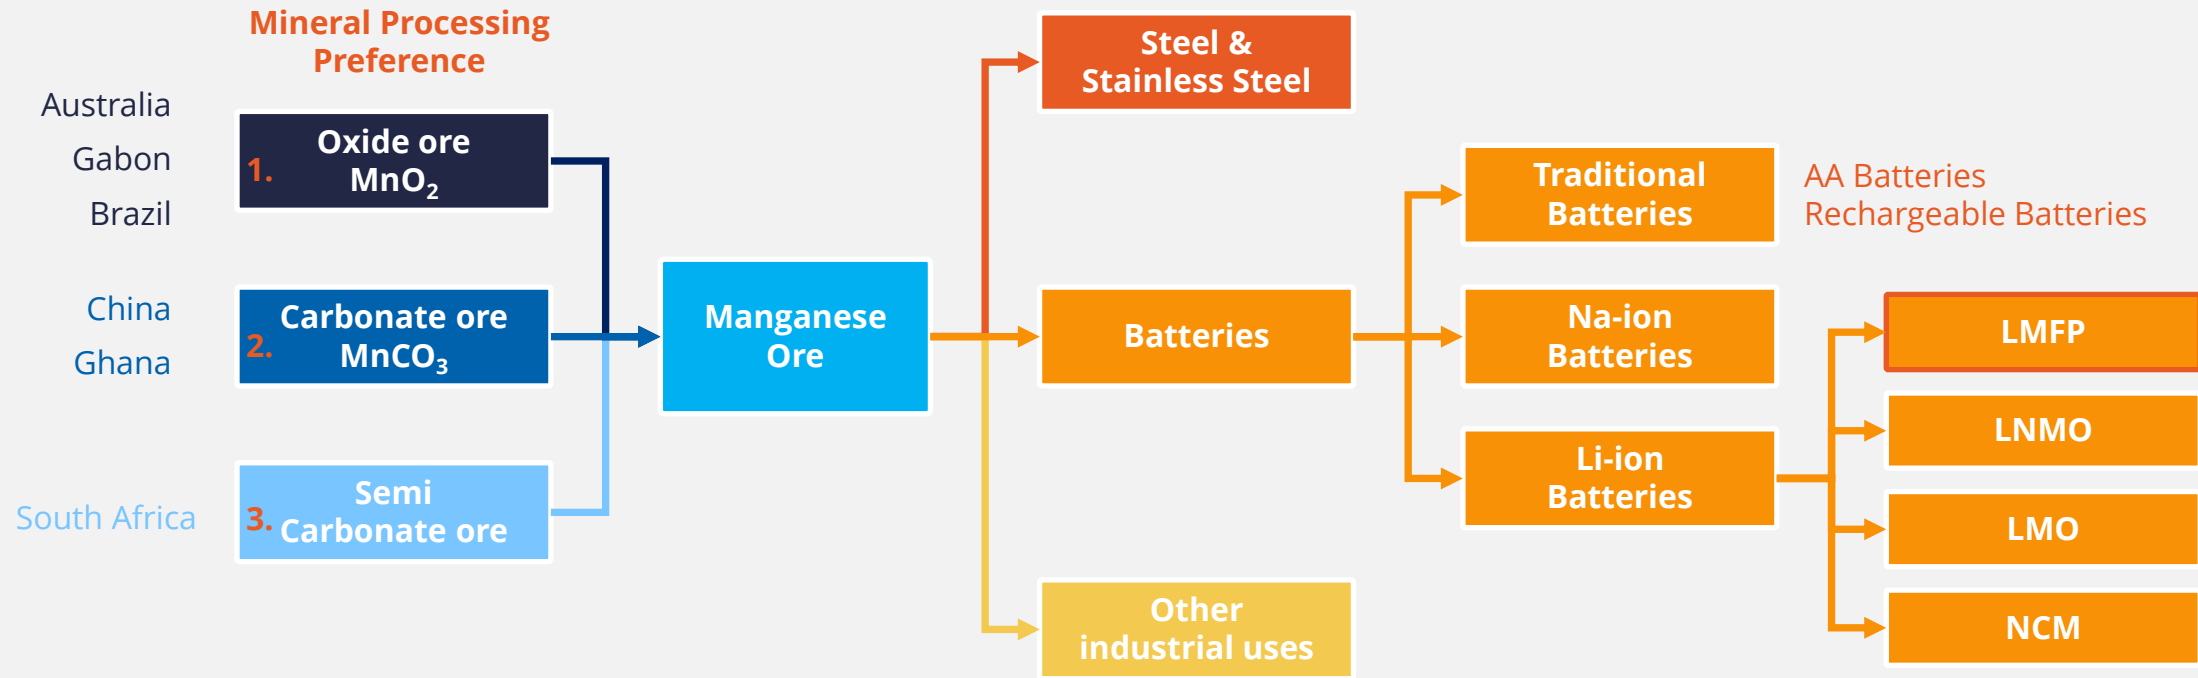 Mineral Processing
Preference
Australia
Gabon
Brazil
1.
Oxide ore
MnO₂
China
Ghana
2.
Carbonate ore
MnCO₃
South Africa
3.
Semi
Carbonate ore
Manganese
Ore
Steel &
Stainless Steel
Batteries
Other
industrial uses
Traditional
Batteries
AA Batteries
Rechargeable Batteries
Na-ion
Batteries
Li-ion
Batteries
LMFP
LNMO
LMO
NCM